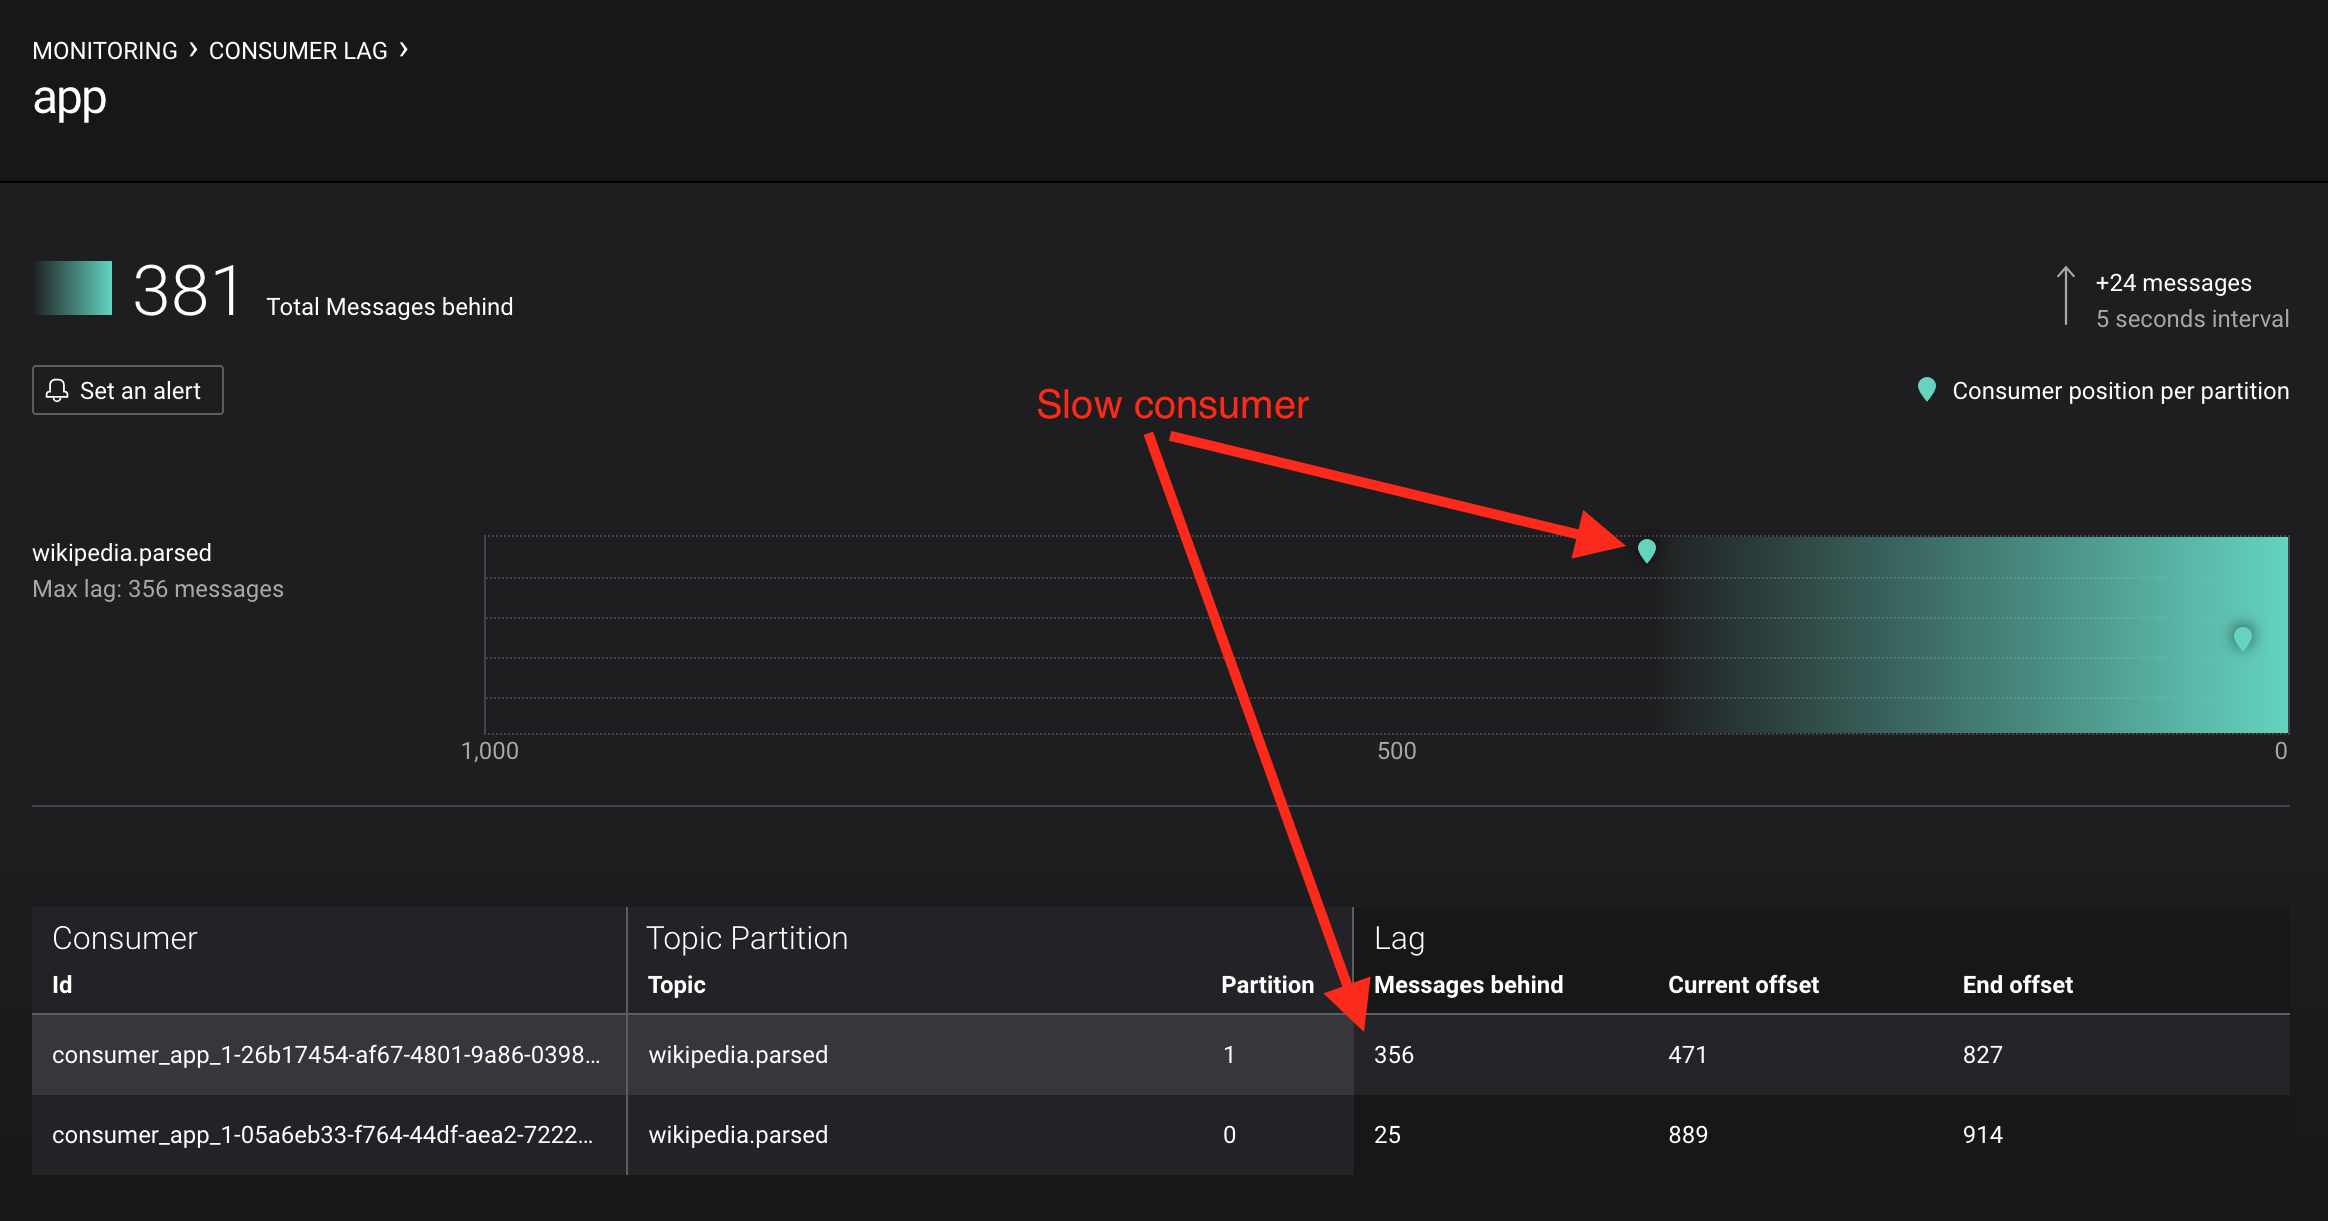 MONITORING › CONSUMER LAG ›
app
381 Total Messages behind
+24 messages
5 seconds interval
Set an alert
Consumer position per partition
Slow consumer
wikipedia.parsed
Max lag: 356 messages
1,000 500 0
Consumer Topic Partition Lag
Id Topic Partition Messages behind Current offset End offset
consumer_app_1-26b17454-af67-4801-9a86-0398... wikipedia.parsed 1 356 471 827
consumer_app_1-05a6eb33-f764-44df-aea2-7222... wikipedia.parsed 0 25 889 914